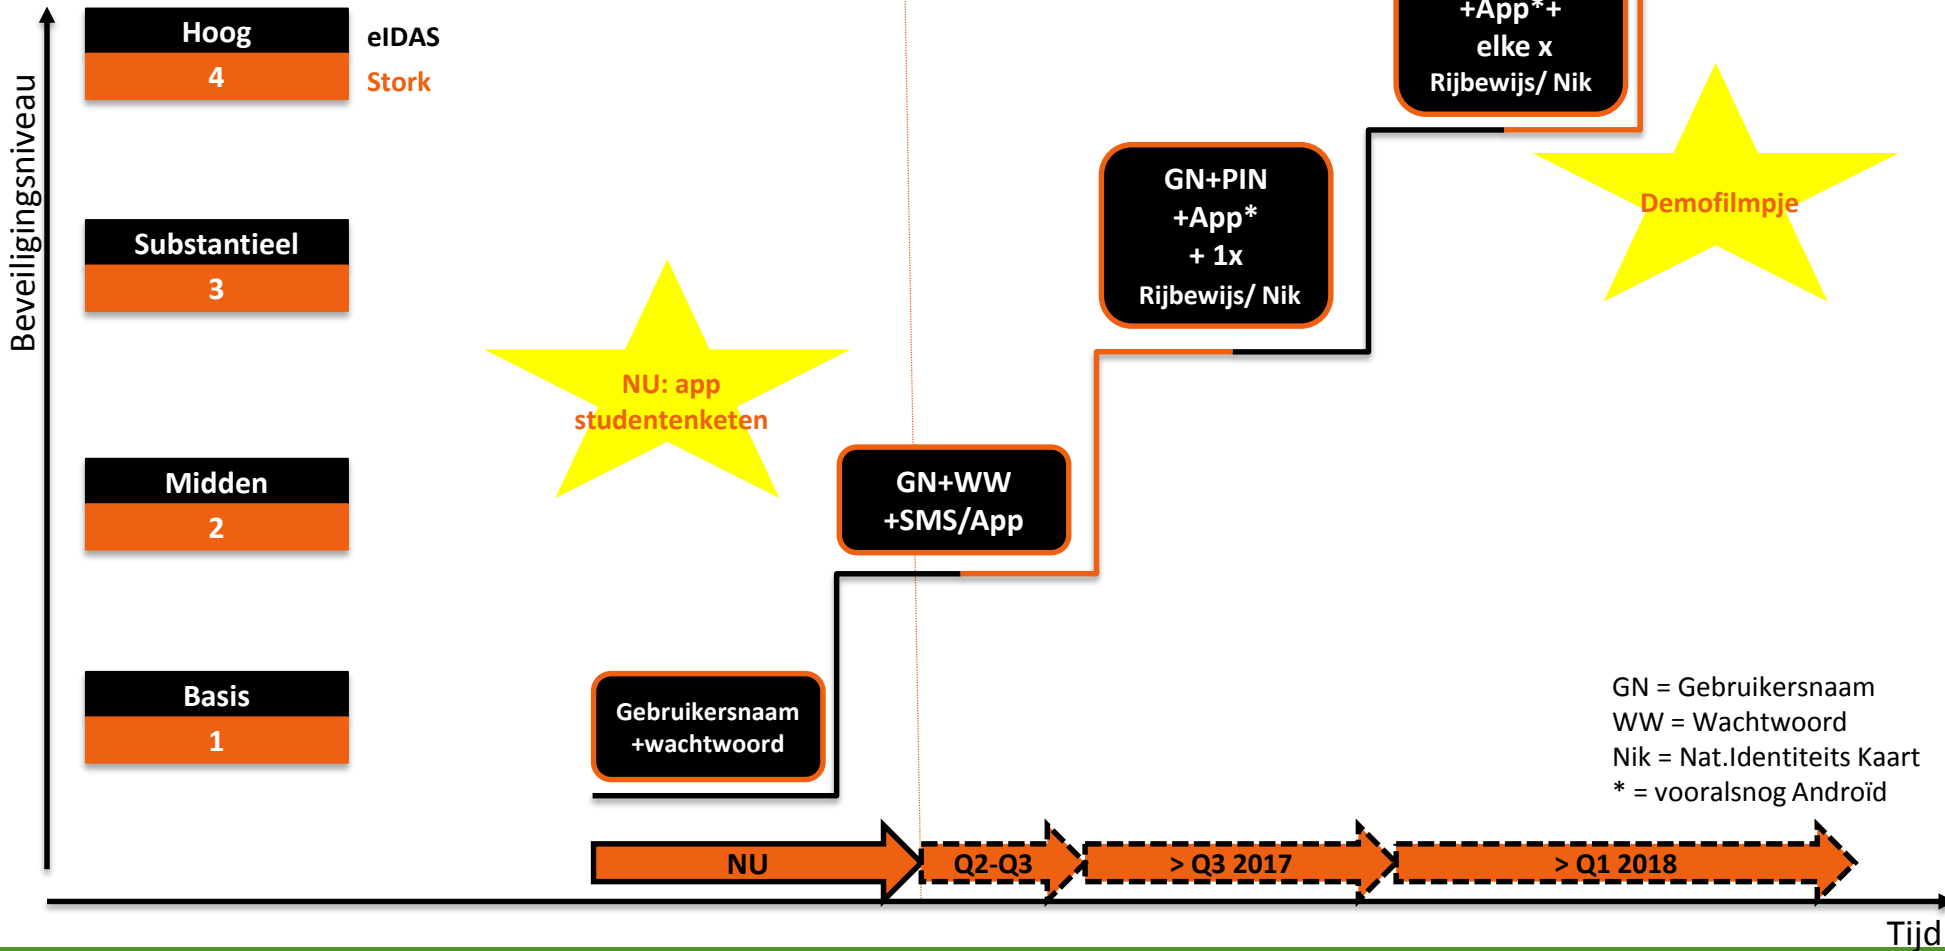 Beveiligingsniveau
Hoog
4
eIDAS
Stork
Substantieel
3
Midden
2
Basis
1
NU: app
studentenketen
Gebruikersnaam
+wachtwoord
GN+WW
+SMS/App
GN+PIN
+App*
+ 1x
Rijbewijs/ Nik
+App*+
elke x
Rijbewijs/ Nik
Demofilmpje
GN = Gebruikersnaam
WW = Wachtwoord
Nik = Nat.Identiteits Kaart
* = vooralsnog Androïd
NU
Q2-Q3
> Q3 2017
> Q1 2018
Tijd